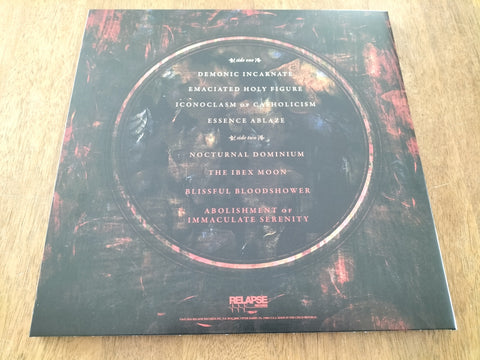 side one
DEMONIC INCARNATE
EMACIATED HOLY FIGURE
ICONOCLASM OF CATHOLICISM
ESSENCE ABLAZE
side two
NOCTURNAL DOMINIUM
THE IBEX MOON
BLISSFUL BLOODSHOWER
ABOLISHMENT OF
IMMACULATE SERENITY
RELAPSE
RECORDS